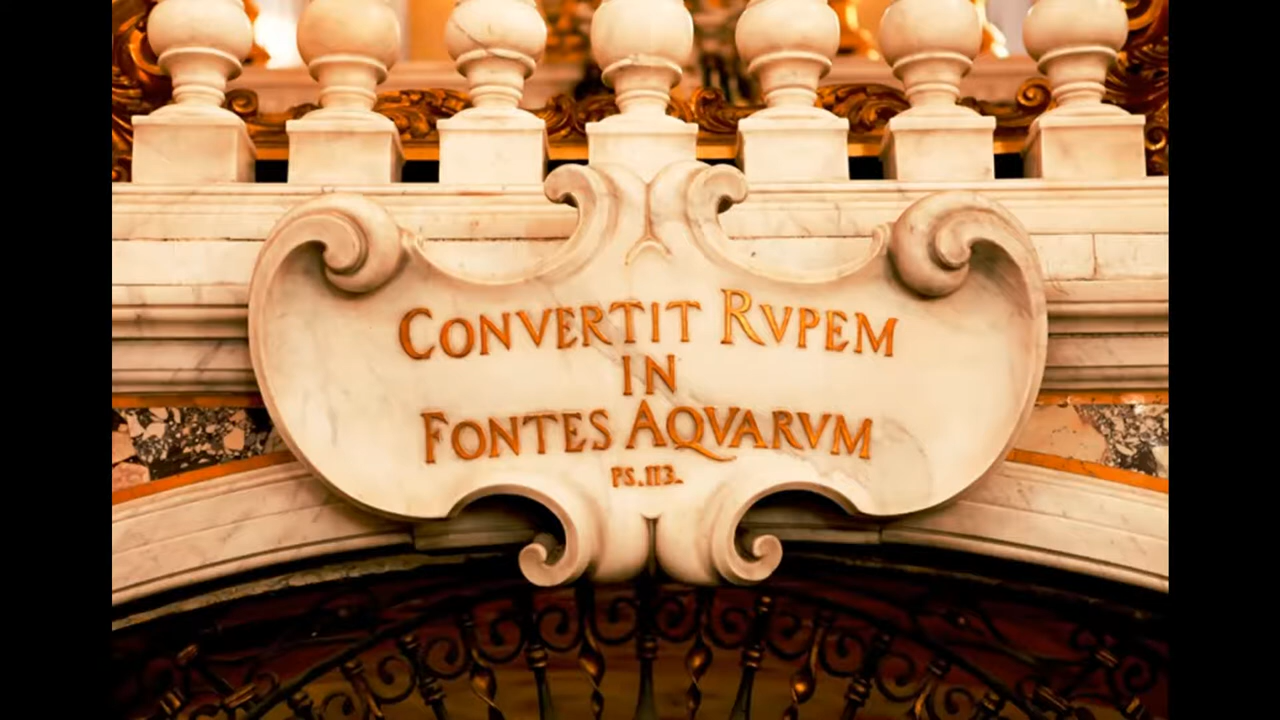 CONVERTIT RVPEM
IN
FONTES AQVARVM
PS.113.